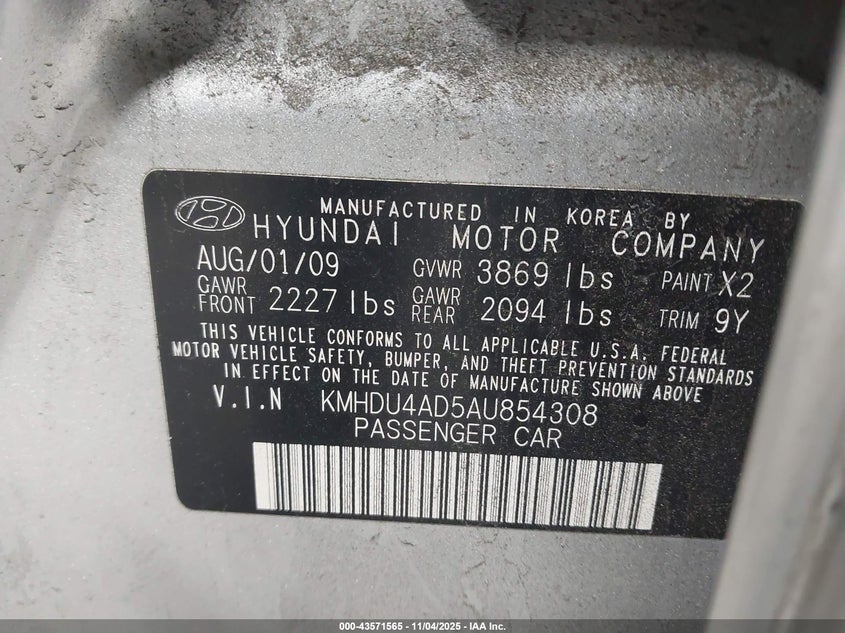 MANUFACTURED IN KOREA BY
HYUNDAI MOTOR COMPANY
AUG/01/09 GVWR 3869 lbs PAINT X2
GAWR FRONT 2227 lbs GAWR REAR 2094 lbs TRIM 9Y
THIS VEHICLE CONFORMS TO ALL APPLICABLE U.S.A. FEDERAL
MOTOR VEHICLE SAFETY, BUMPER, AND THEFT PREVENTION STANDARDS
IN EFFECT ON THE DATE OF MANUFACTURE SHOWN ABOVE
V.I.N KMHDU4AD5AU854308
PASSENGER CAR
000-43571565 - 11/04/2025 - IAA Inc.